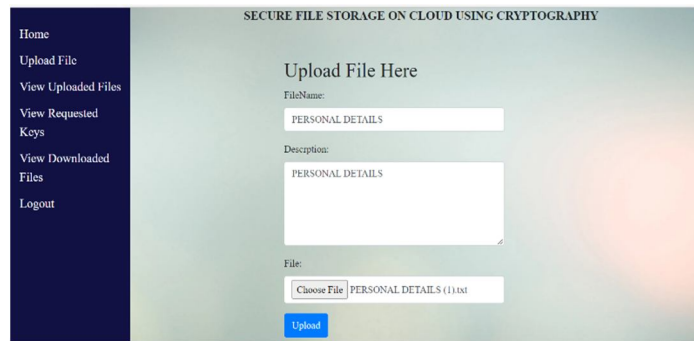 SECURE FILE STORAGE ON CLOUD USING CRYPTOGRAPHY
Home
Upload File
View Uploaded Files
View Requested
Keys
View Downloaded
Files
Logout
Upload File Here
FileName:
PERSONAL DETAILS
Descrption:
PERSONAL DETAILS
File:
Choose File PERSONAL DETAILS (1).txt
Upload